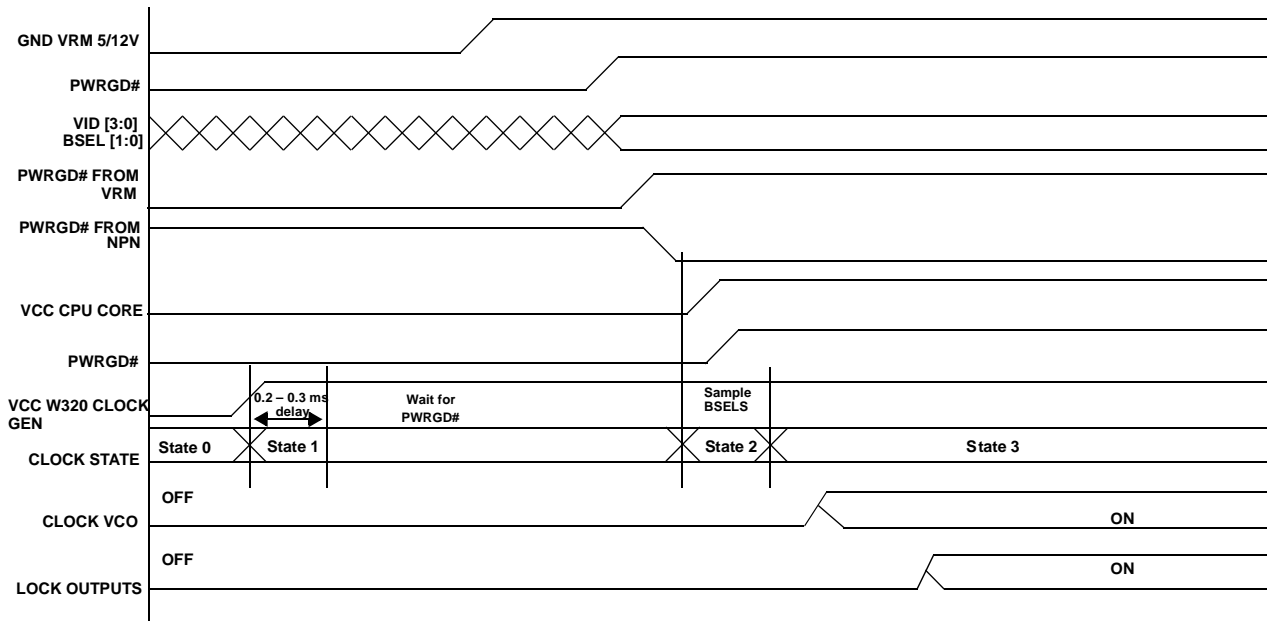 GND VRM 5/12V
PWRGD#
VID [3:0]
BSEL [1:0]
PWRGD# FROM
VRM
PWRGD# FROM
NPN
VCC CPU CORE
PWRGD#
VCC W320 CLOCK
GEN
0.2 – 0.3 ms
delay
Wait for
PWRGD#
Sample
BSELS
CLOCK STATE
State 0
State 1
State 2
State 3
OFF
CLOCK VCO
ON
OFF
LOCK OUTPUTS
ON